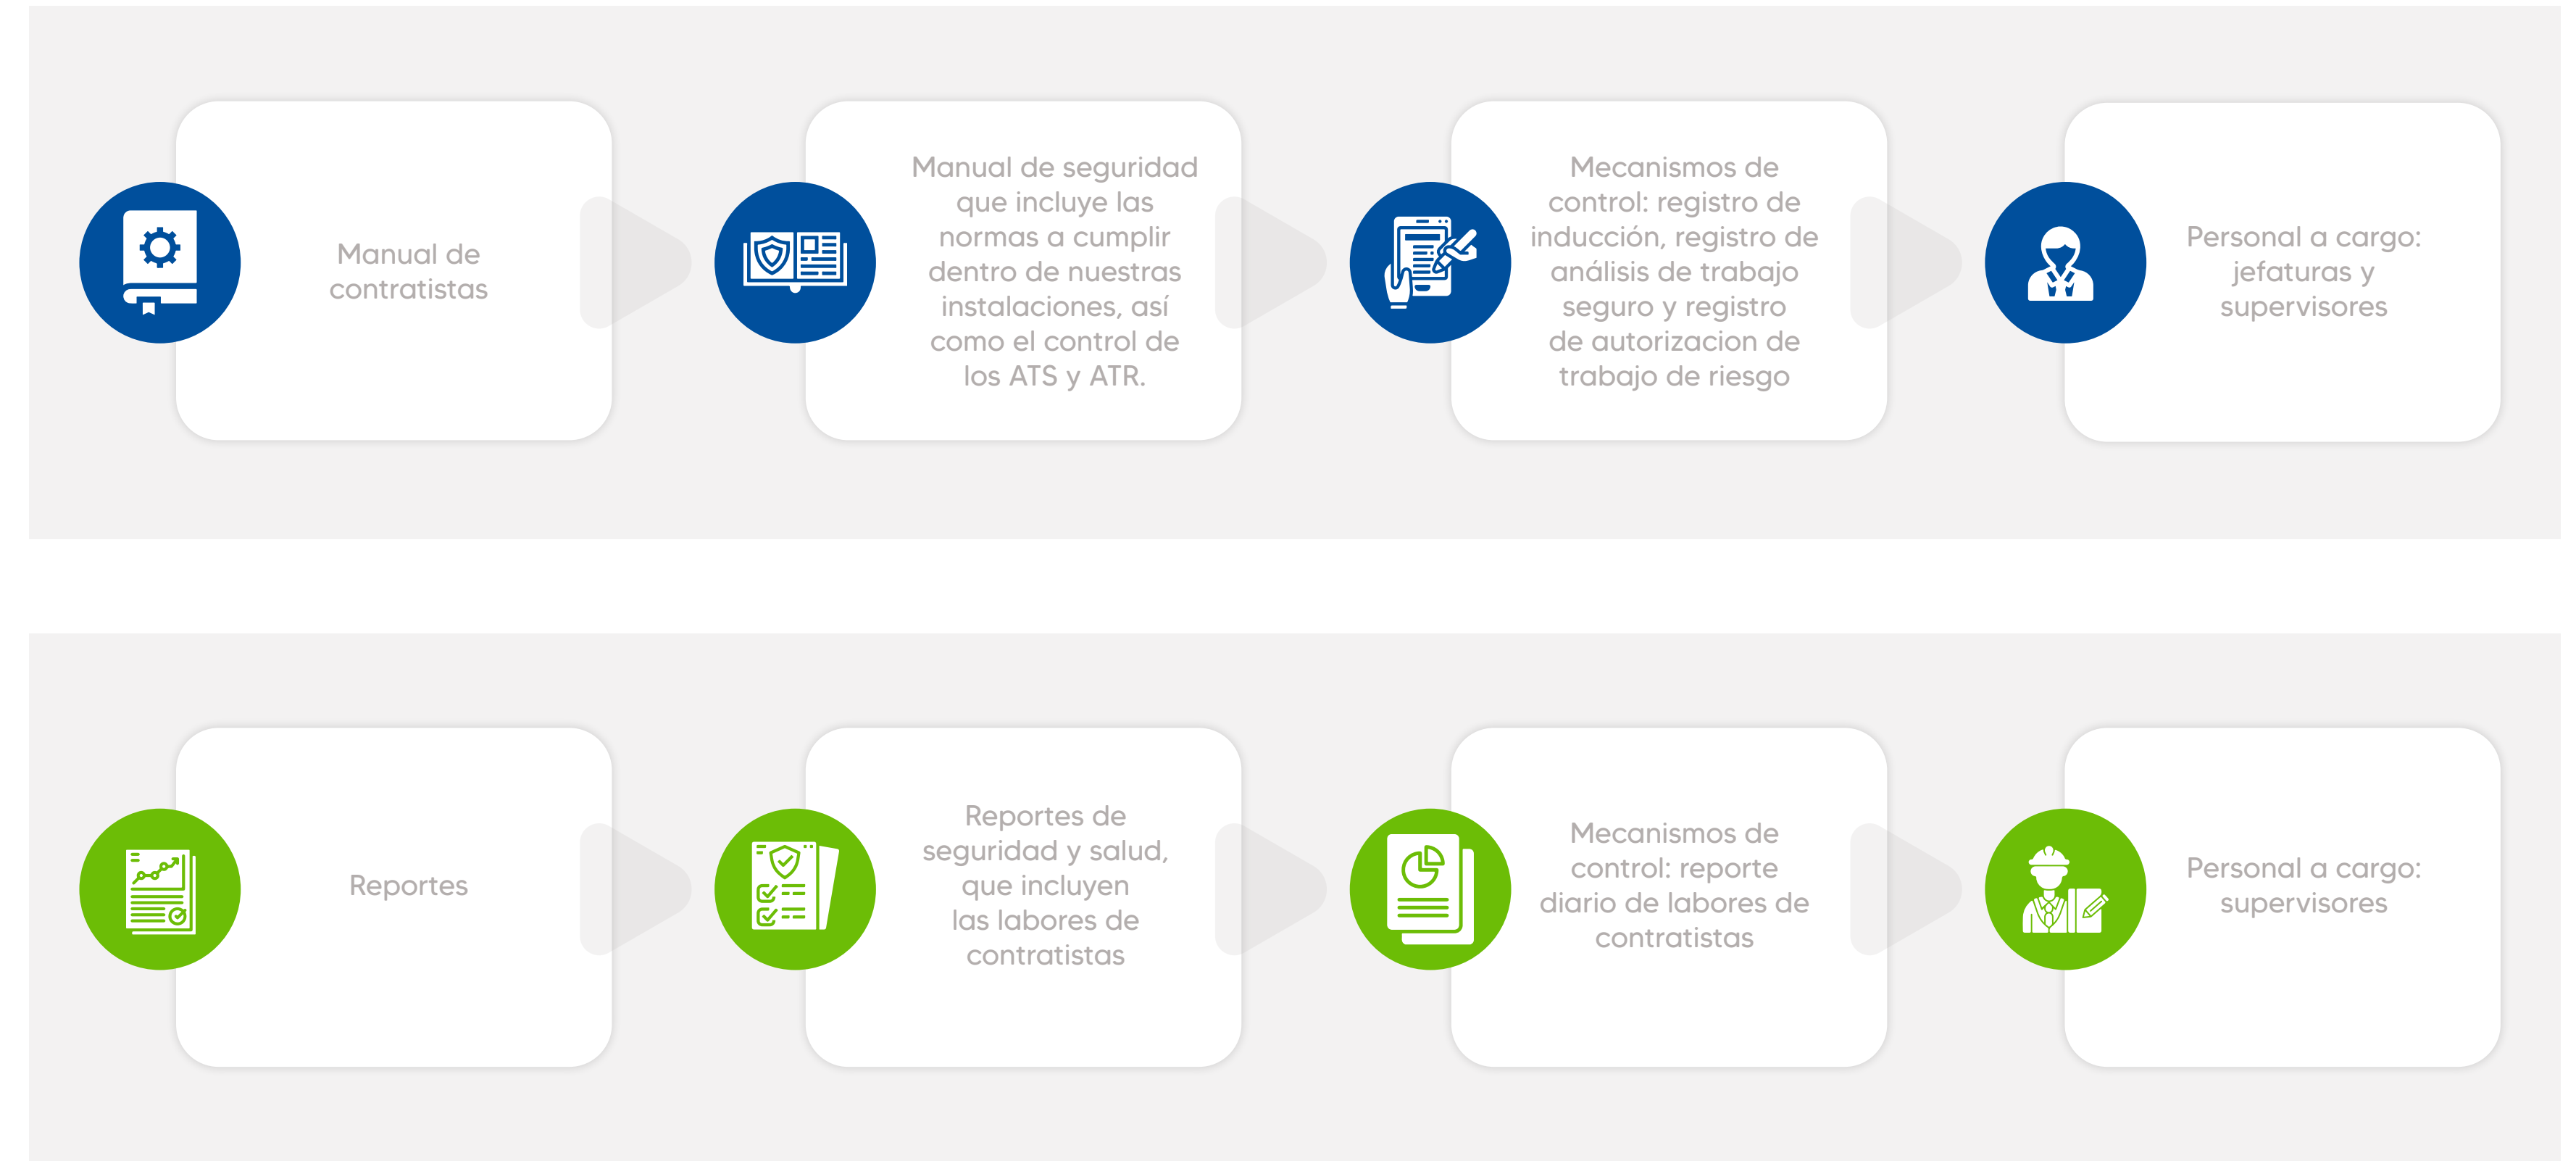 Manual de
contratistas
Manual de seguridad
que incluye las
normas a cumplir
dentro de nuestras
instalaciones, así
como el control de
los ATS y ATR.
Mecanismos de
control: registro de
inducción, registro de
análisis de trabajo
seguro y registro
de autorizacion de
trabajo de riesgo
Personal a cargo:
jefaturas y
supervisores
Reportes
Reportes de
seguridad y salud,
que incluyen
las labores de
contratistas
Mecanismos de
control: reporte
diario de labores de
contratistas
Personal a cargo:
supervisores